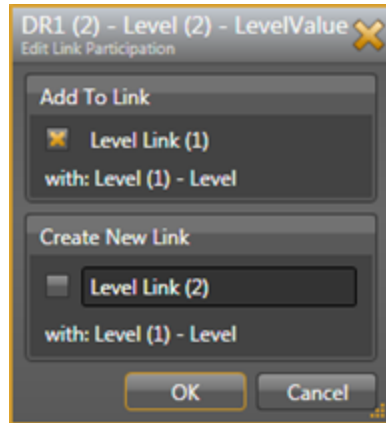 DR1 (2) - Level (2) - LevelValue
Edit Link Participation
Add To Link
Level Link (1)
with: Level (1) - Level
Create New Link
Level Link (2)
with: Level (1) - Level
OK Cancel